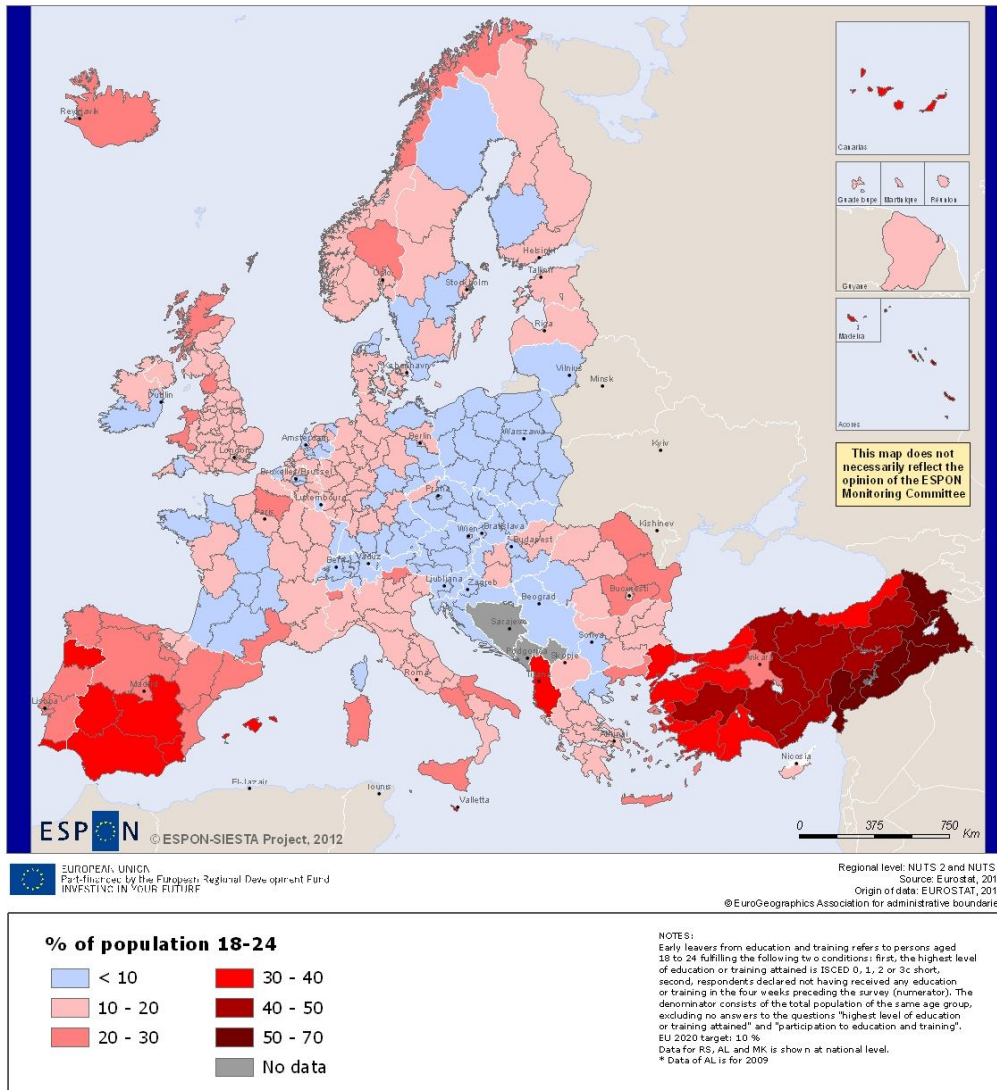 Reykjavik
Canarias
Guadeloupe
Martinique
Réunion
Guyane
Madeira
Acores
This map does not
necessarily reflect the
opinion of the ESPON
Monitoring Committee
Oslo
Stockholm
Helsinki
Tallinn
Riga
Vilnius
Minsk
København
Dublin
London
Amsterdam
Berlin
Warszawa
Kyiv
Bruxelles/Brussel
Luxembourg
Praha
Paris
Wien
Bratislava
Budapest
Kishinev
Bern
Vaduz
Ljubljana
Zagreb
Beograd
Bucuresti
Sarajevo
Sofiya
Podgorica
Skopje
Roma
Madrid
Lisboa
Ankara
Nicosia
El-Jazair
Tounis
Valletta
ESPON
© ESPON-SIESTA Project, 2012
0 375 750 Km
EUROPEAN UNION
Part-financed by the European Regional Development Fund
INVESTING IN YOUR FUTURE
Regional level: NUTS 2 and NUTS
Source: Eurostat, 201
Origin of data: EUROSTAT, 201
© EuroGeographics Association for administrative boundarie
% of population 18-24
< 10
10 - 20
20 - 30
30 - 40
40 - 50
50 - 70
No data
NOTES:
Early leavers from education and training refers to persons aged
18 to 24 fulfilling the following two conditions: first, the highest level
of education or training attained is ISCED 0, 1, 2 or 3c short,
second, respondents declared not having received any education
or training in the four weeks preceding the survey (numerator). The
denominator consists of the total population of the same age group,
excluding no answers to the questions "highest level of education
or training attained" and "participation to education and training".
EU 2020 target: 10 %
Data for RS, AL and MK is shown at national level.
* Data of AL is for 2009